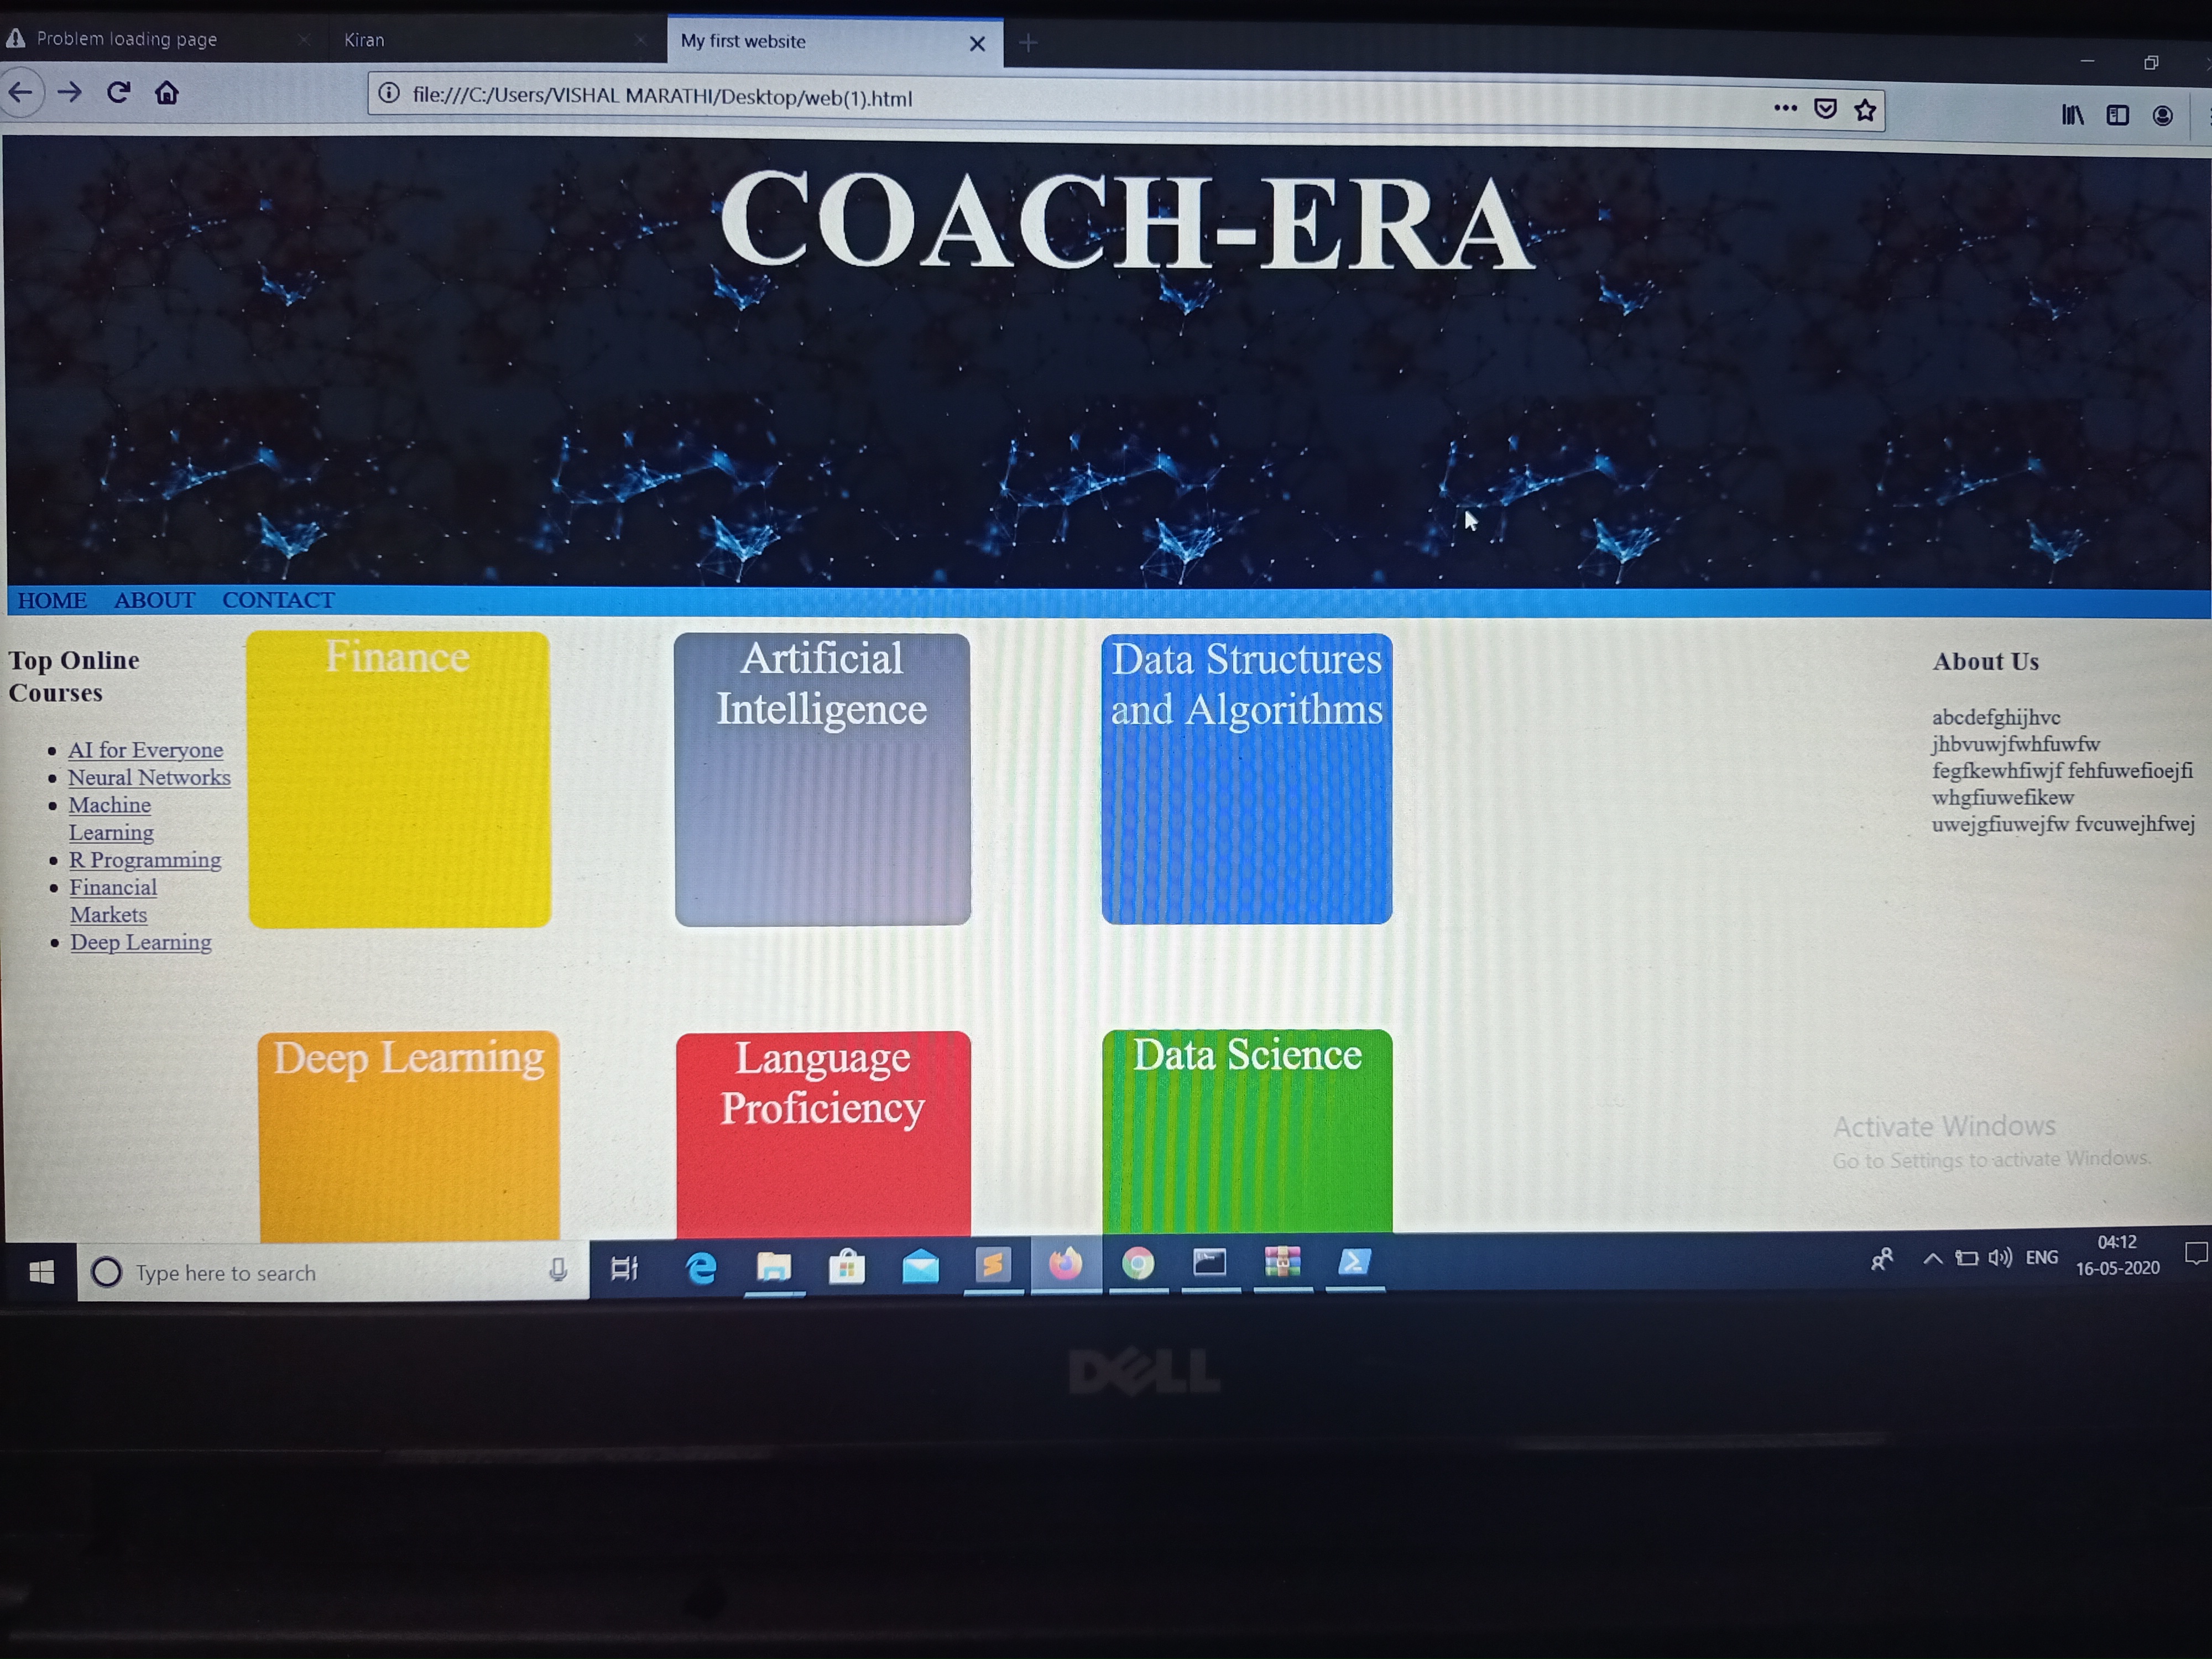 Problem loading page
Kiran
My first website
file:///C:/Users/VISHAL MARATHI/Desktop/web(1).html
COACH-ERA
HOME ABOUT CONTACT
Top Online
Courses
AI for Everyone
Neural Networks
Machine
Learning
R Programming
Financial
Markets
Deep Learning
Finance
Artificial
Intelligence
Data Structures
and Algorithms
Deep Learning
Language
Proficiency
Data Science
About Us
abcdefghijhvc
jhbvuwjfwhfuwfw
fegfkewhfiwjf fehfuwefioejfi
whgfiuwefikew
uwejgfiuwejfw fvcuwejhfwej
Activate Windows
Go to Settings to activate Windows.
Type here to search
ENG
04:12
16-05-2020
DELL